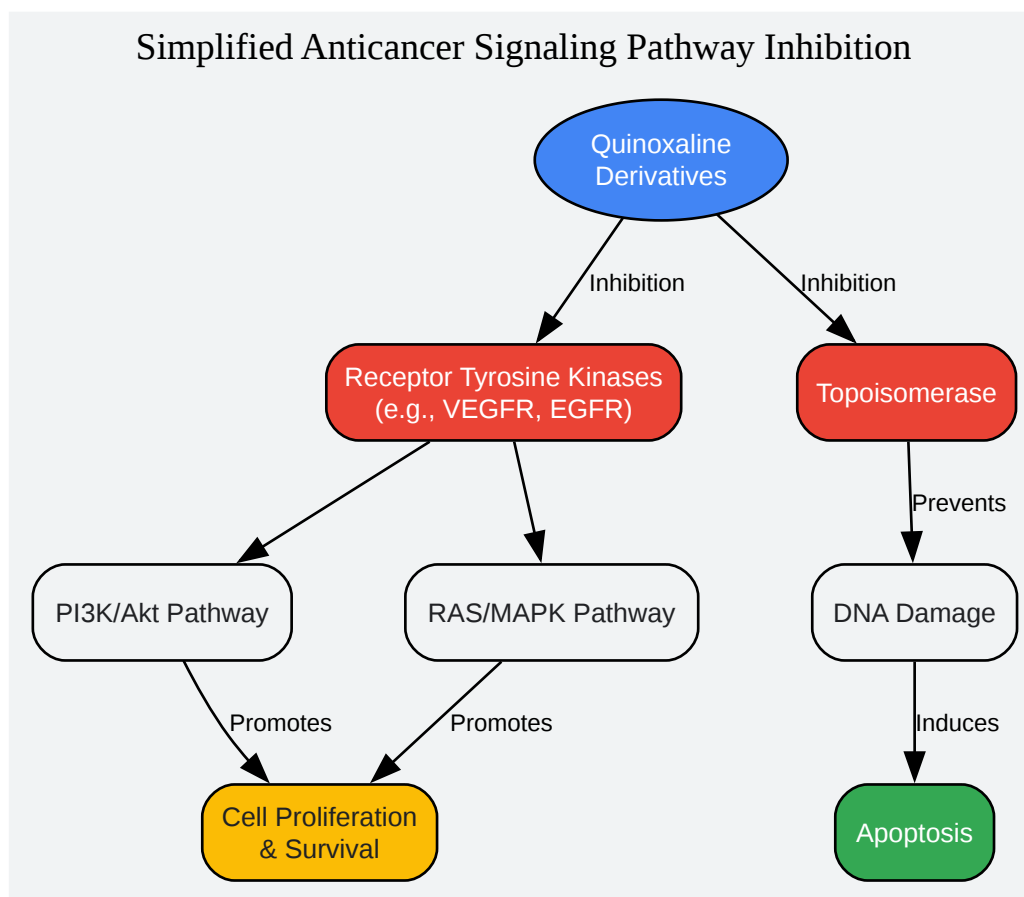 Simplified Anticancer Signaling Pathway Inhibition
Quinoxaline
Derivatives
Inhibition
Inhibition
Receptor Tyrosine Kinases
(e.g., VEGFR, EGFR)
Topoisomerase
Prevents
PI3K/Akt Pathway
RAS/MAPK Pathway
DNA Damage
Promotes
Promotes
Induces
Cell Proliferation
& Survival
Apoptosis